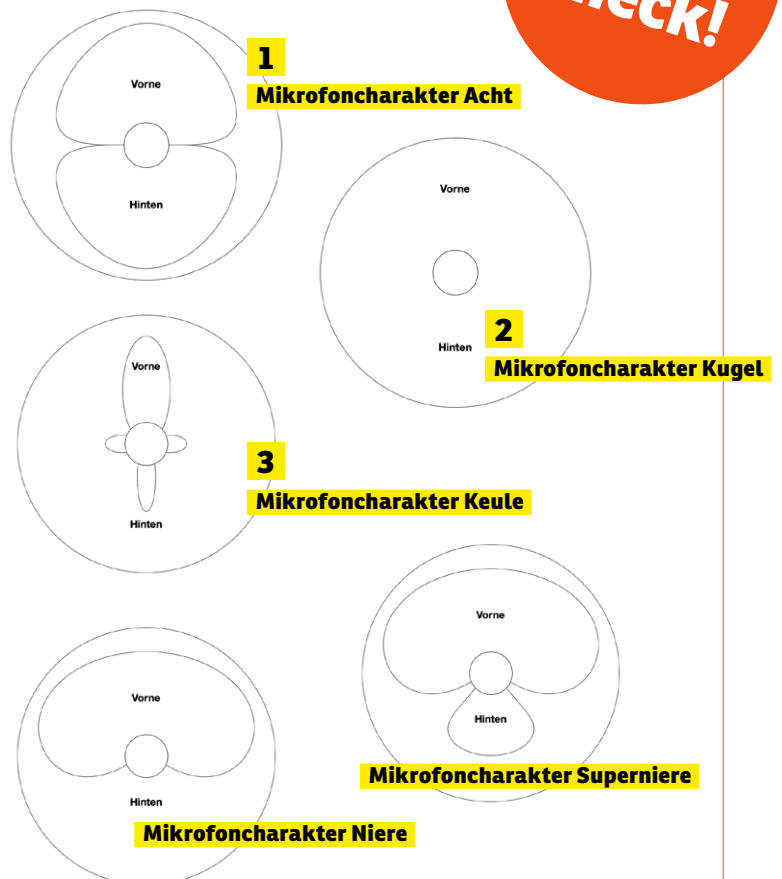 heck!
1
Vorne
Mikrofoncharakter Acht
Hinten
Vorne
2
Hinten
Mikrofoncharakter Kugel
Vorne
3
Mikrofoncharakter Keule
Hinten
Vorne
Hinten
Mikrofoncharakter Superniere
Vorne
Hinten
Mikrofoncharakter Niere